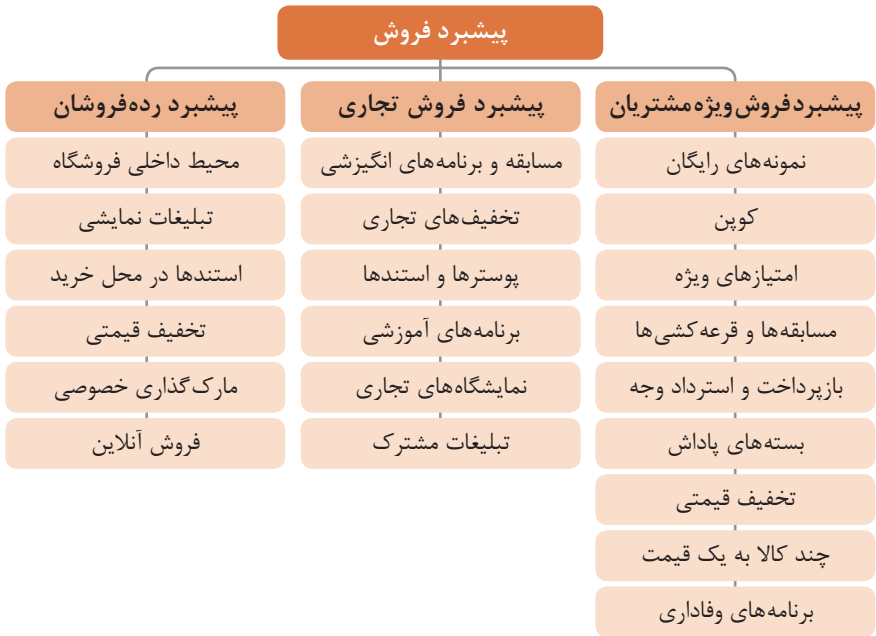 پیشبرد فروش
پیشبرد فروش ویژه مشتریان
نمونه‌های رایگان
کوپن
امتیازهای ویژه
مسابقه‌ها و قرعه‌کشی‌ها
بازپرداخت و استرداد وجه
بسته‌های پاداش
تخفیف قیمتی
چند کالا به یک قیمت
برنامه‌های وفاداری
پیشبرد فروش تجاری
مسابقه و برنامه‌های انگیزشی
تخفیف‌های تجاری
پوسترها و استندها
برنامه‌های آموزشی
نمایشگاه‌های تجاری
تبلیغات مشترک
پیشبرد رده‌فروشان
محیط داخلی فروشگاه
تبلیغات نمایشی
استندها در محل خرید
تخفیف قیمتی
مارک‌گذاری خصوصی
فروش آنلاین